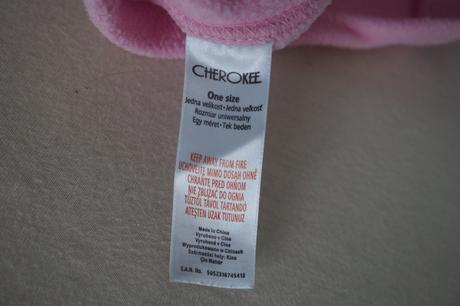 CHEROKEE
One size
Jedna velikost•Jedna veľkosť
Rozmiar uniwersalny
Egy méret•Tek beden
KEEP AWAY FROM FIRE
UCHOVEJTE MIMO DOSAH OHNĚ
CHRÁŇTE PRED OHŇOM
NIE ZBLIŻAĆ DO OGNIA
TŰZTŐL TÁVOL TARTANDÓ
ATEŞTEN UZAK TUTUNUZ
Made in China
Vyrobeno v Číně
Vyrobené v Číne
Wyprodukowano w Chinach
Származási hely: Kína
Çin Malıdır
E.A.N. No. 5052316745418